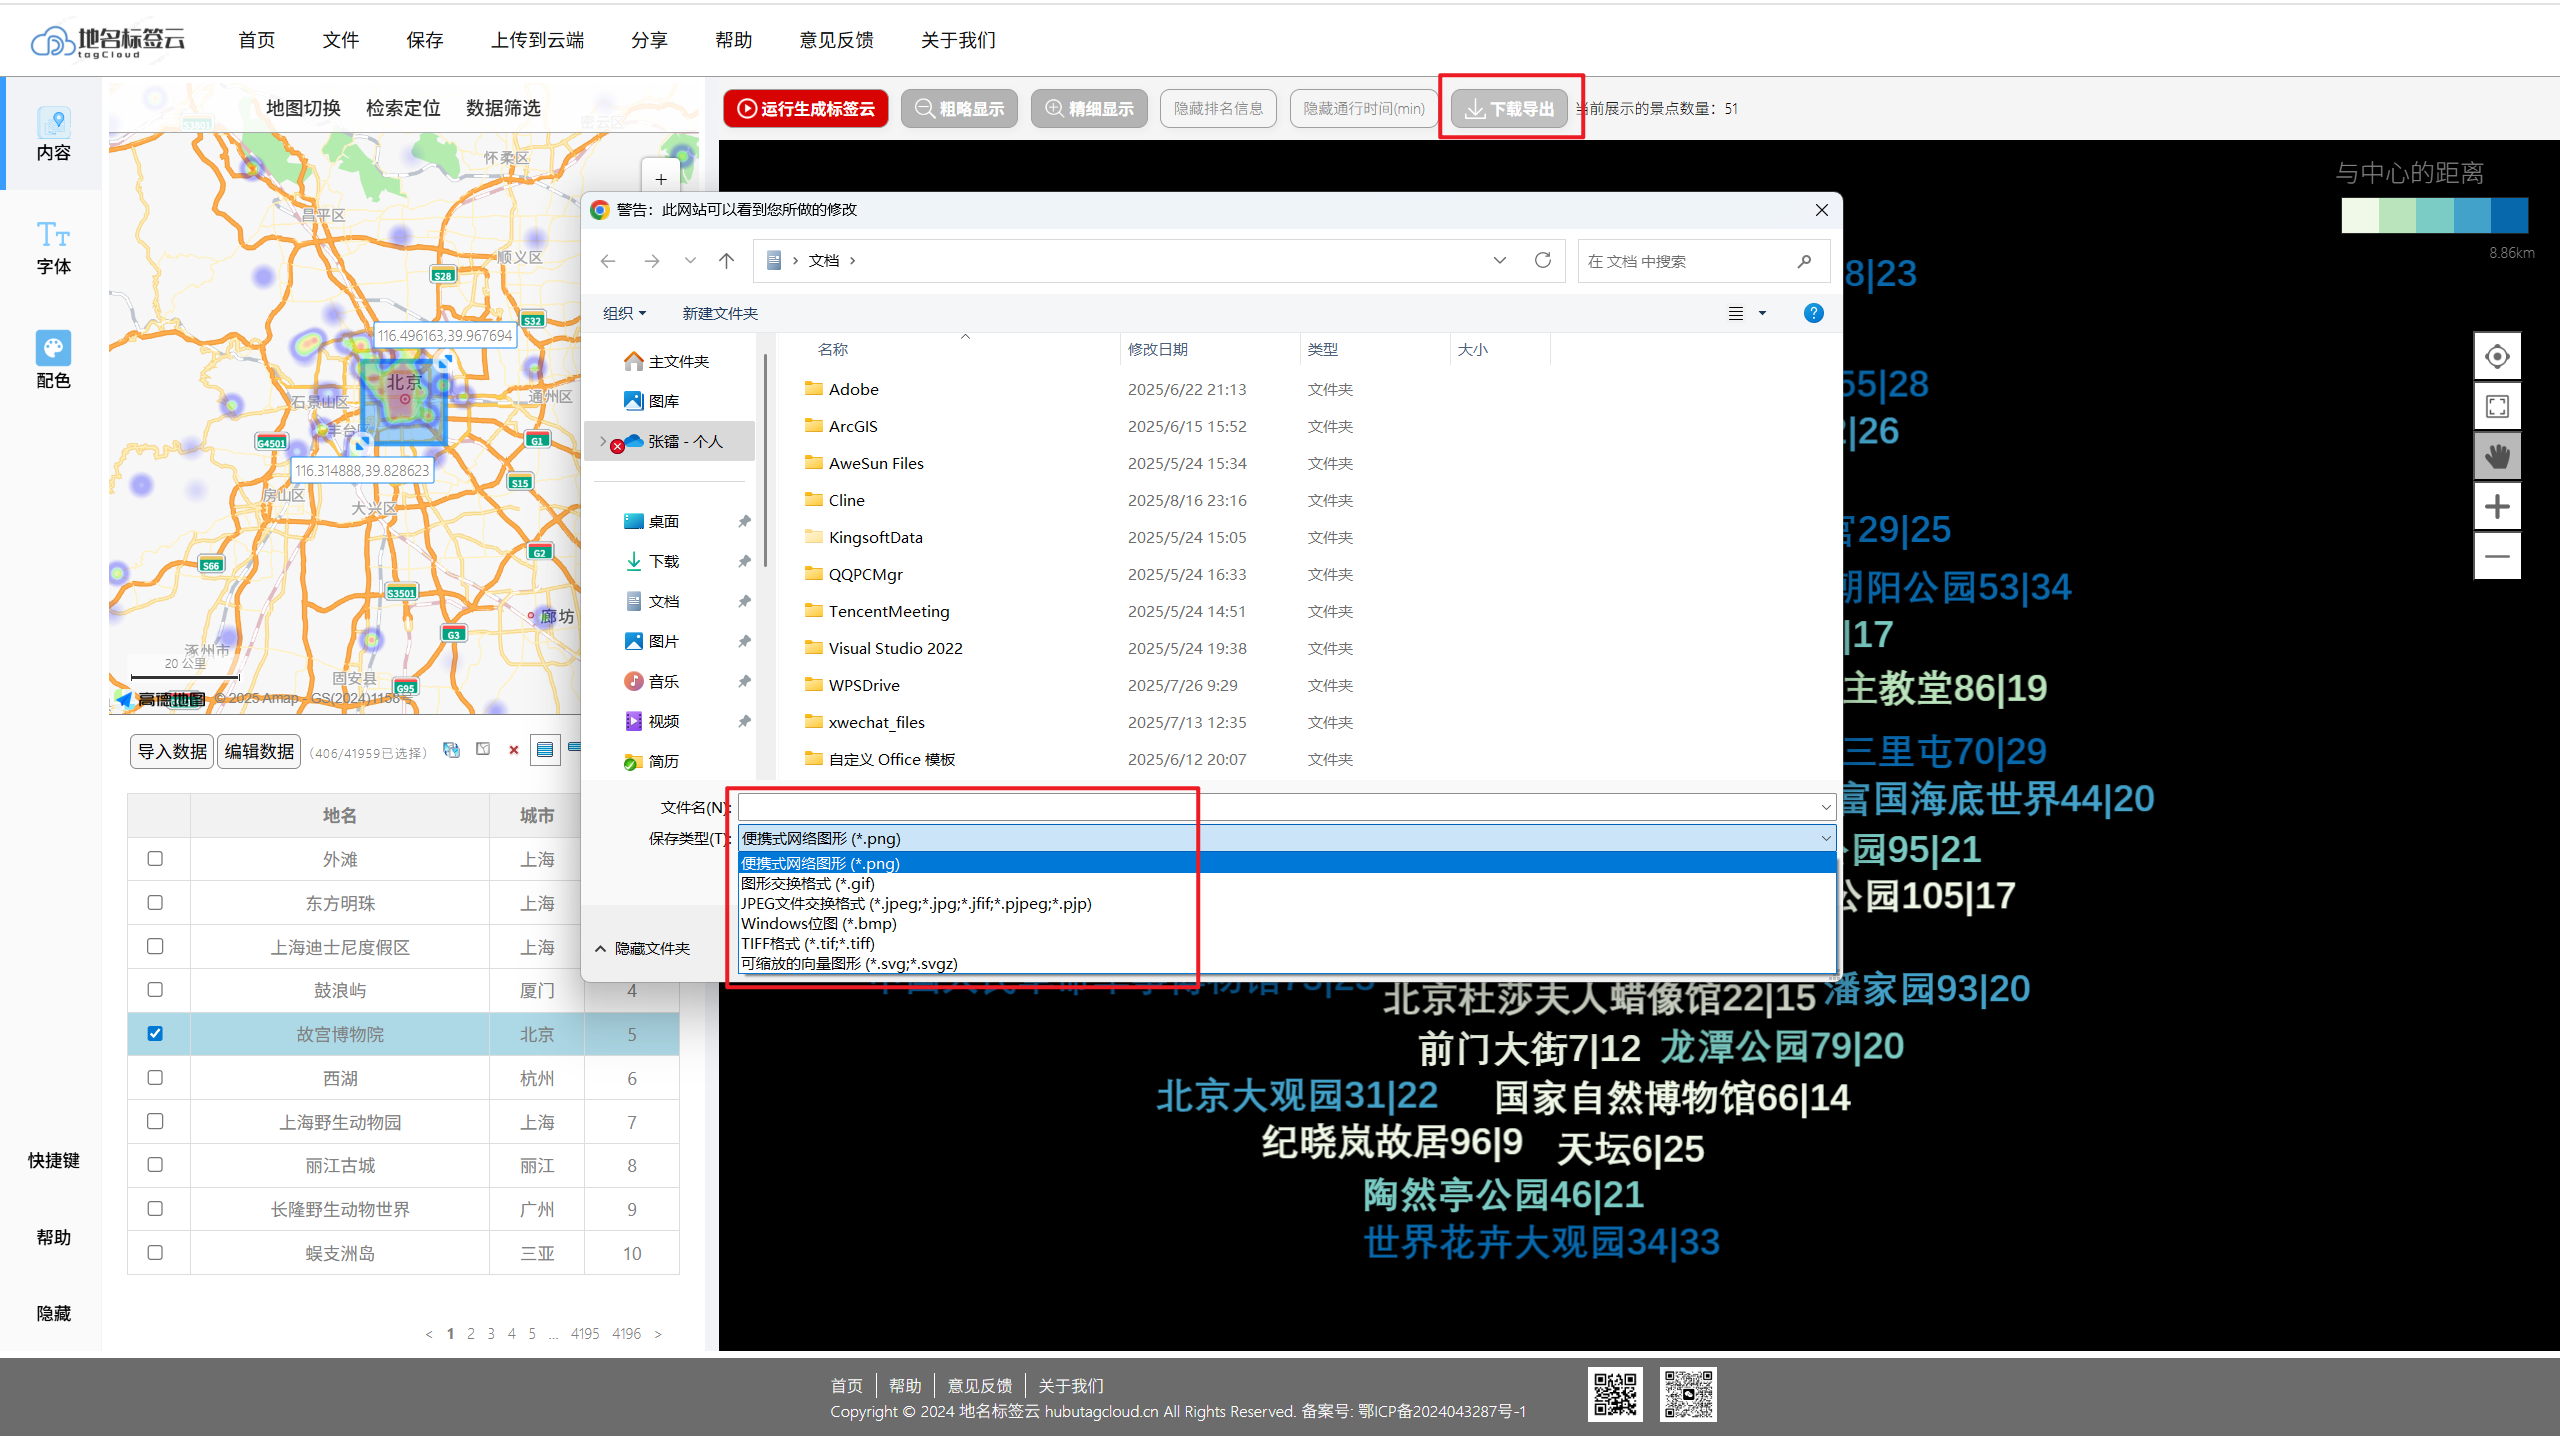 地名标签云
tagCloud
首页 文件 保存 上传到云端 分享 帮助 意见反馈 关于我们
内容
字体
配色
快捷键
帮助
隐藏
地图切换 检索定位 数据筛选
运行生成标签云 粗略显示 精细显示 隐藏排名信息 隐藏通行时间(min) 下载导出 当前展示的景点数量：51
怀柔区
昌平区
顺义区
S28
S32
116.496163,39.967694
北京
石景山区
通州区
丰台区
G4501
G1
116.314888,39.828623
S15
房山区
大兴区
G2
S66
S3501
廊坊
G3
涿州市
20 公里
固安县
G95
高德地图 © 2025 Amap - GS(2024)1158号
导入数据 编辑数据 （406/41959已选择）
地名 城市
外滩 上海
东方明珠 上海
上海迪士尼度假区 上海
鼓浪屿 厦门 4
故宫博物院 北京 5
西湖 杭州 6
上海野生动物园 上海 7
丽江古城 丽江 8
长隆野生动物世界 广州 9
蜈支洲岛 三亚 10
< 1 2 3 4 5 ... 4195 4196 >
警告：此网站可以看到您所做的修改
文档
在 文档 中搜索
组织 新建文件夹
主文件夹
图库
张镭 - 个人
桌面
下载
文档
图片
音乐
视频
简历
名称 修改日期 类型 大小
Adobe 2025/6/22 21:13 文件夹
ArcGIS 2025/6/15 15:52 文件夹
AweSun Files 2025/5/24 15:34 文件夹
Cline 2025/8/16 23:16 文件夹
KingsoftData 2025/5/24 15:05 文件夹
QQPCMgr 2025/5/24 16:33 文件夹
TencentMeeting 2025/5/24 14:51 文件夹
Visual Studio 2022 2025/5/24 19:38 文件夹
WPSDrive 2025/7/26 9:29 文件夹
xwechat_files 2025/7/13 12:35 文件夹
自定义 Office 模板 2025/6/12 20:07 文件夹
文件名(N):
保存类型(T): 便携式网络图形 (*.png)
便携式网络图形 (*.png)
图形交换格式 (*.gif)
JPEG文件交换格式 (*.jpeg;*.jpg;*.jfif;*.pjpeg;*.pjp)
Windows位图 (*.bmp)
TIFF格式 (*.tif;*.tiff)
可缩放的向量图形 (*.svg;*.svgz)
隐藏文件夹
与中心的距离
8.86km
8|23
55|28
|26
29|25
朝阳公园53|34
|17
主教堂86|19
三里屯70|29
富国海底世界44|20
园95|21
公园105|17
北京杜莎夫人蜡像馆22|15
潘家园93|20
前门大街7|12
龙潭公园79|20
北京大观园31|22
国家自然博物馆66|14
纪晓岚故居96|9
天坛6|25
陶然亭公园46|21
世界花卉大观园34|33
首页 帮助 意见反馈 关于我们
Copyright © 2024 地名标签云 hubutagcloud.cn All Rights Reserved. 备案号: 鄂ICP备2024043287号-1